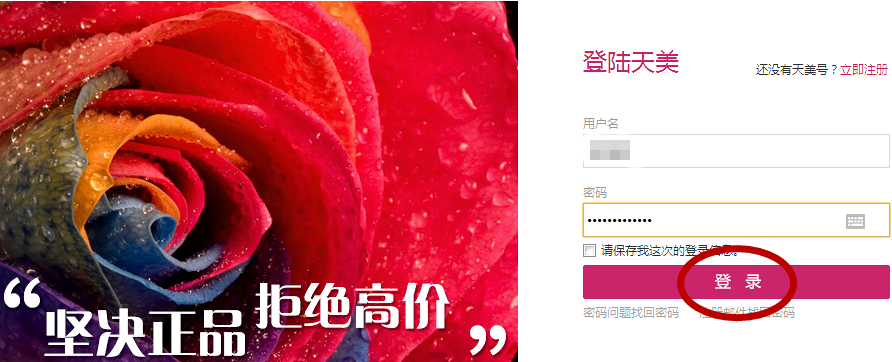 “坚决正品 拒绝高价”
登陆天美
还没有天美号？立即注册
用户名
密码
•••••••••••••
请保存我这次的登录信息。
登 录
密码问题找回密码 注册邮件找回密码